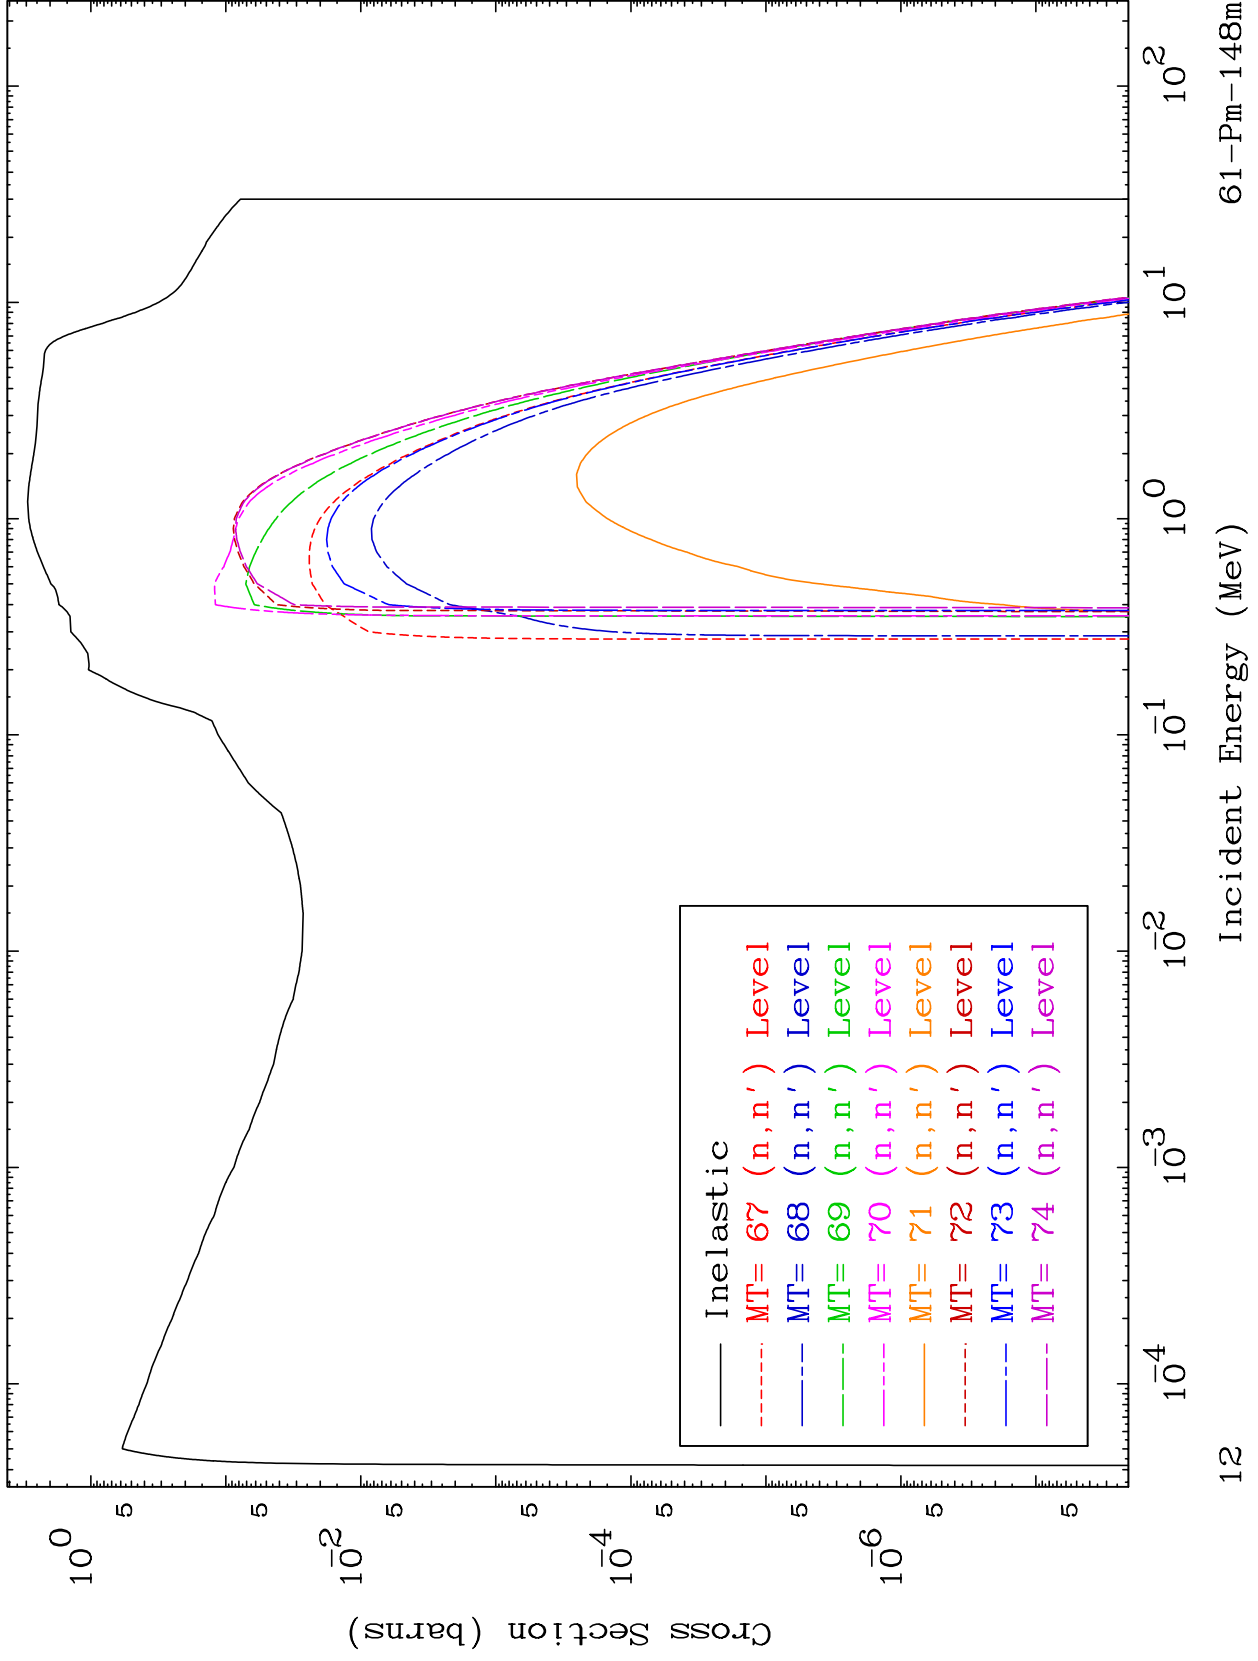 Cross Section (barns)
10^0
5
5
10^-2
5
5
10^-4
5
5
10^-6
5
5
Inelastic
MT= 67 (n,n') Level
MT= 68 (n,n') Level
MT= 69 (n,n') Level
MT= 70 (n,n') Level
MT= 71 (n,n') Level
MT= 72 (n,n') Level
MT= 73 (n,n') Level
MT= 74 (n,n') Level
10^-4 10^-3 10^-2 10^-1 10^0 10^1 10^2
12 Incident Energy (MeV) 61-Pm-148m